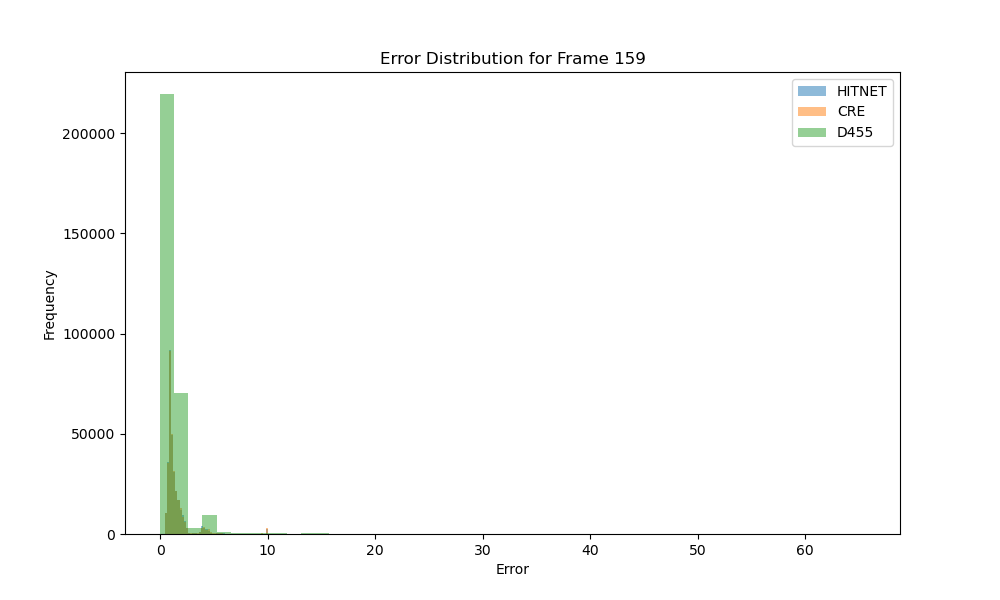 Error Distribution for Frame 159
HITNET
CRE
D455
200000
150000
100000
50000
0
Frequency
0 10 20 30 40 50 60
Error